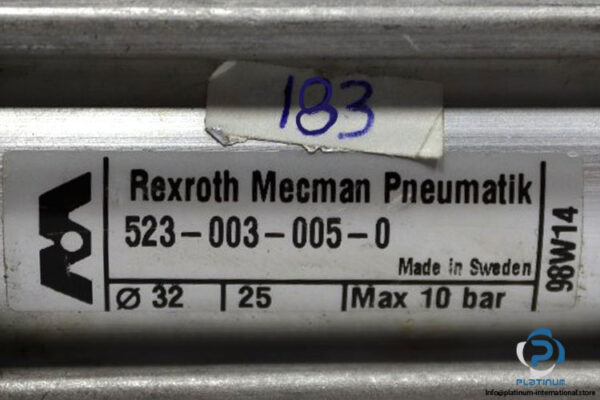 183
Rexroth Mecman Pneumatik
523-003-005-0
Made in Sweden
ø 32 | 25 | Max 10 bar
98W14
PLATINUM
info@platinum-international.store